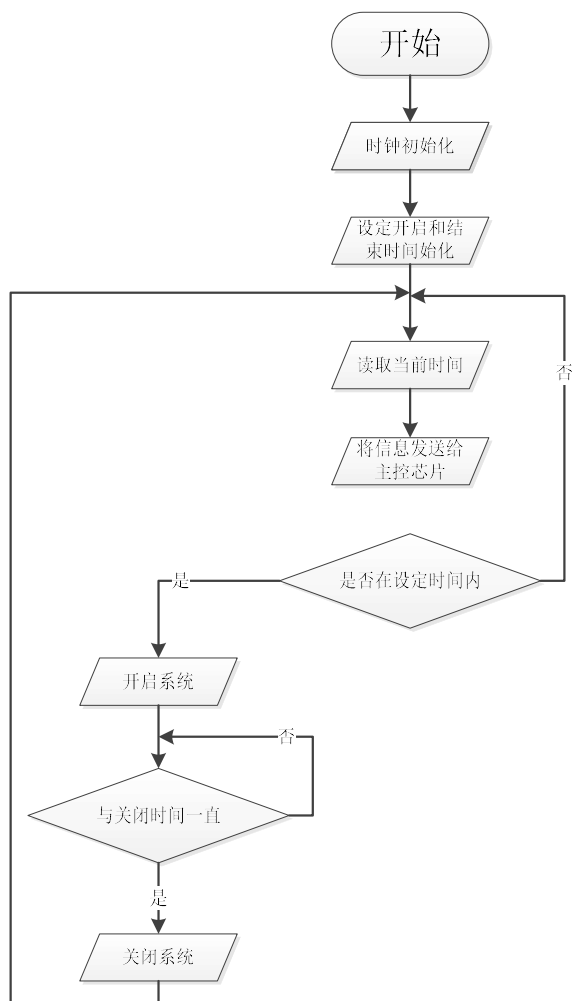 开始
时钟初始化
设定开启和结
束时间始化
读取当前时间
否
将信息发送给
主控芯片
是否在设定时间内
是
开启系统
否
与关闭时间一直
是
关闭系统